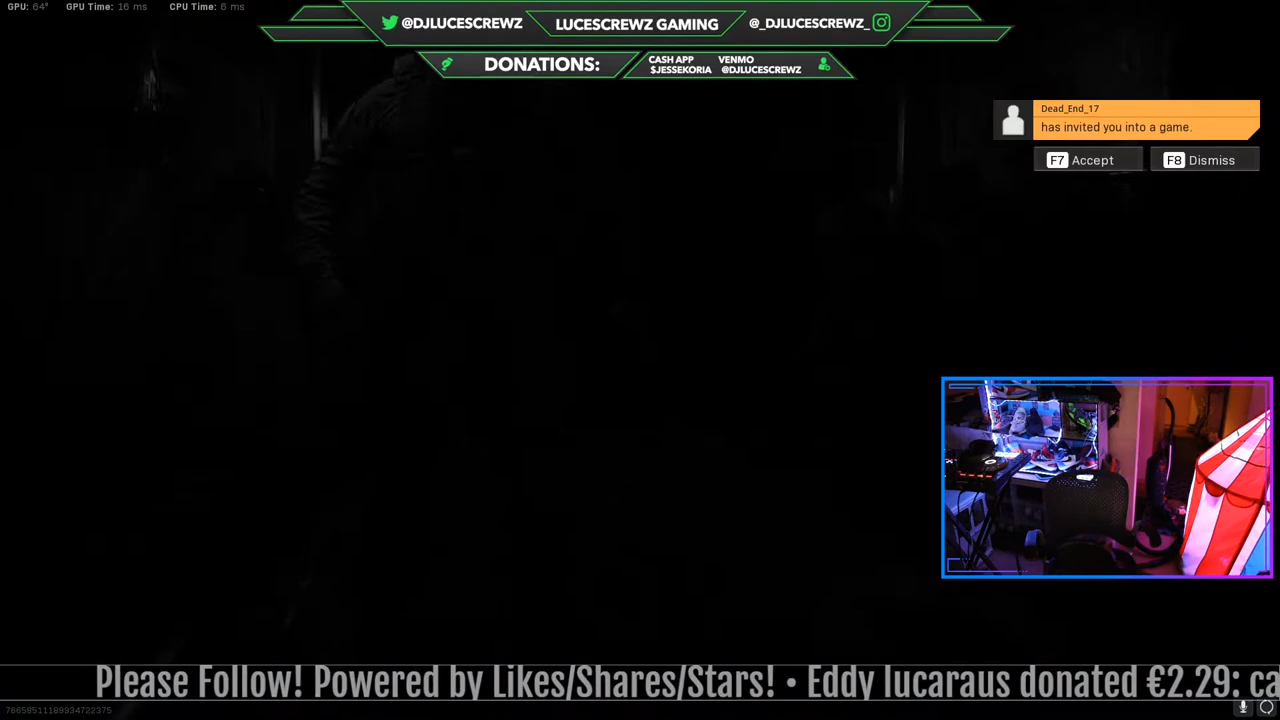 GPU: 64° GPU Time: 16 ms CPU Time: 6 ms
@DJLUCESCREWZ LUCESCREWZ GAMING @_DJLUCESCREWZ_
DONATIONS: CASH APP VENMO
$JESSEKORIA @DJLUCESCREWZ
Dead_End_17
has invited you into a game.
F7 Accept F8 Dismiss
Please Follow! Powered by Likes/Shares/Stars! • Eddy lucaraus donated €2.29: ca